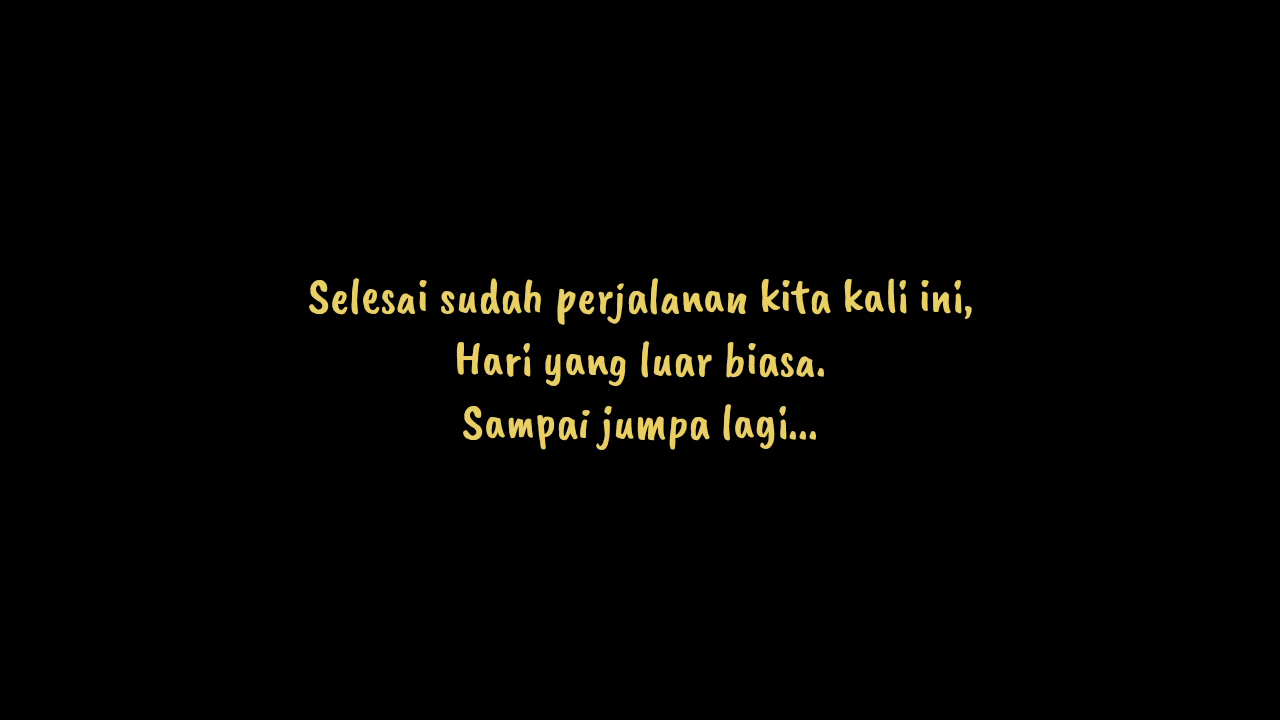 Selesai sudah perjalanan kita kali ini,
Hari yang luar biasa.
Sampai jumpa lagi...